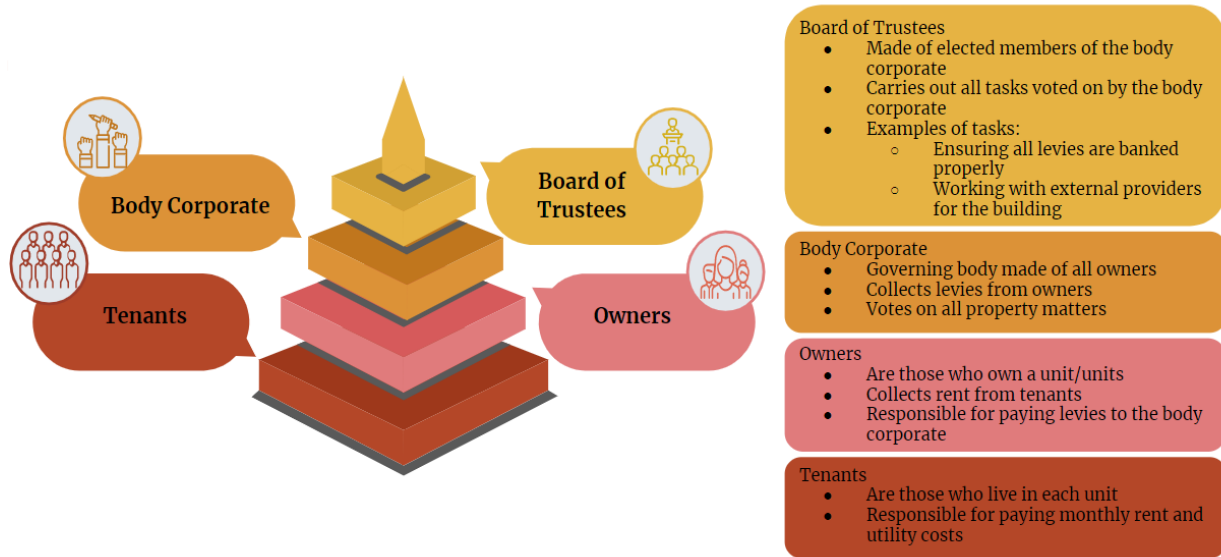 Body Corporate
Board of
Trustees
Tenants
Owners
Board of Trustees
● Made of elected members of the body
corporate
● Carries out all tasks voted on by the body
corporate
● Examples of tasks:
○ Ensuring all levies are banked
properly
○ Working with external providers
for the building
Body Corporate
● Governing body made of all owners
● Collects levies from owners
● Votes on all property matters
Owners
● Are those who own a unit/units
● Collects rent from tenants
● Responsible for paying levies to the body
corporate
Tenants
● Are those who live in each unit
● Responsible for paying monthly rent and
utility costs